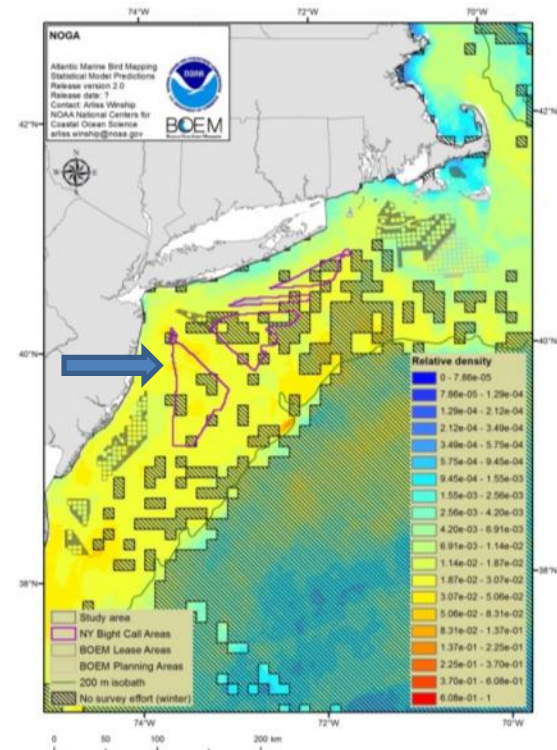 74°W 72°W 70°W
NOGA
Atlantic Marine Bird Mapping
Statistical Model Predictions
Release version 2.0
Release date: ?
Contact: Arliss Winship
NOAA National Centers for
Coastal Ocean Science
arliss.winship@noaa.gov
NOAA
BOEM
N
W E
S
42°N 42°N
40°N 40°N
38°N 38°N
Relative density
0 - 7.86e-05
7.86e-05 - 1.29e-04
1.29e-04 - 2.12e-04
2.12e-04 - 3.49e-04
3.49e-04 - 5.75e-04
5.75e-04 - 9.45e-04
9.45e-04 - 1.55e-03
1.55e-03 - 2.56e-03
2.56e-03 - 4.20e-03
4.20e-03 - 6.91e-03
6.91e-03 - 1.14e-02
1.14e-02 - 1.87e-02
1.87e-02 - 3.07e-02
3.07e-02 - 5.06e-02
5.06e-02 - 8.31e-02
8.31e-02 - 1.37e-01
1.37e-01 - 2.25e-01
2.25e-01 - 3.70e-01
3.70e-01 - 6.08e-01
6.08e-01 - 1
Study area
NY Bight Call Areas
BOEM Lease Areas
BOEM Planning Areas
200 m isobath
No survey effort (winter)
74°W 72°W 70°W
0 50 100 200 km